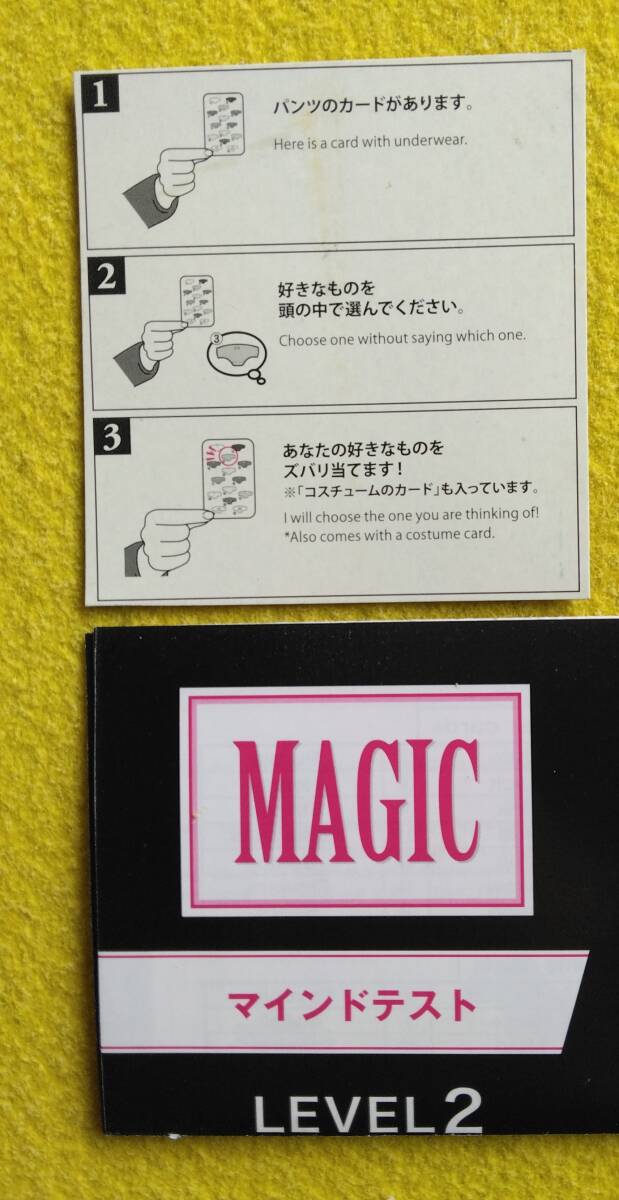 1
パンツのカードがあります。
Here is a card with underwear.
2
好きなものを
頭の中で選んでください。
Choose one without saying which one.
③
3
あなたの好きなものを
ズバリ当てます！
※「コスチュームのカード」も入っています。
I will choose the one you are thinking of!
*Also comes with a costume card.
MAGIC
マインドテスト
LEVEL2